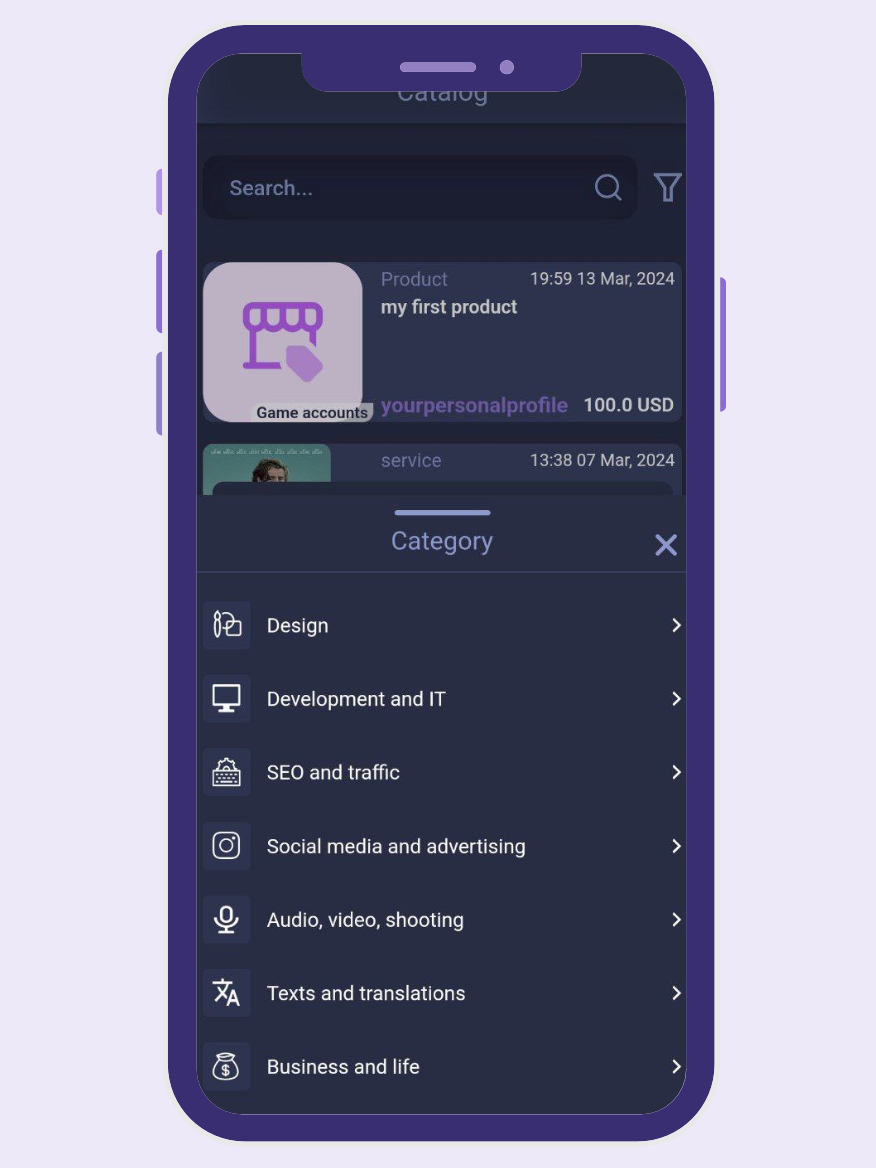 Catalog
Search...
Product
19:59 13 Mar, 2024
my first product
Game accounts
yourpersonalprofile
100.0 USD
service
13:38 07 Mar, 2024
Category
Design
Development and IT
SEO and traffic
Social media and advertising
Audio, video, shooting
Texts and translations
Business and life